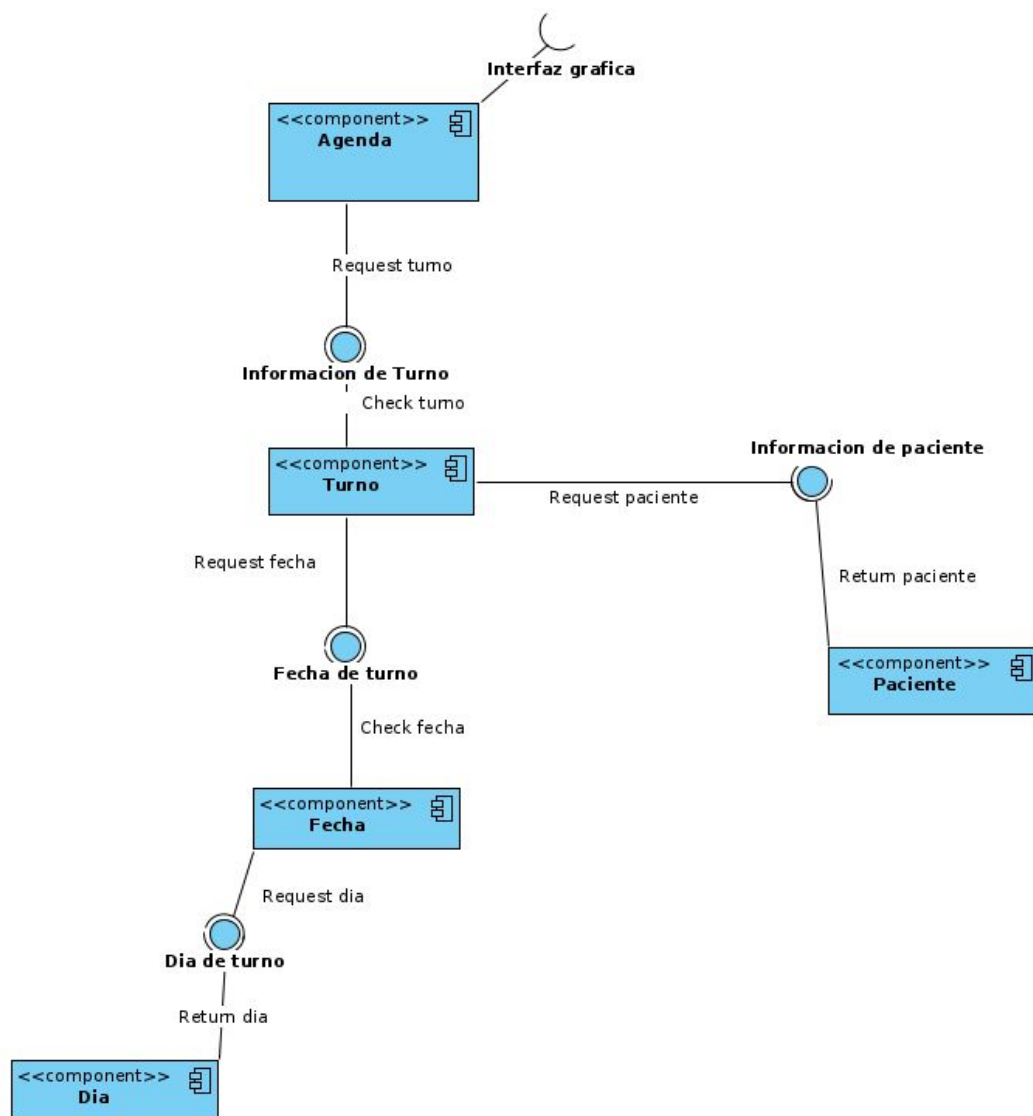 Interfaz grafica
<<component>>
Agenda
Request turno
Informacion de Turno
Check turno
<<component>>
Turno
Informacion de paciente
Request paciente
Request fecha
Return paciente
Fecha de turno
<<component>>
Paciente
Check fecha
<<component>>
Fecha
Request dia
Dia de turno
Return dia
<<component>>
Dia